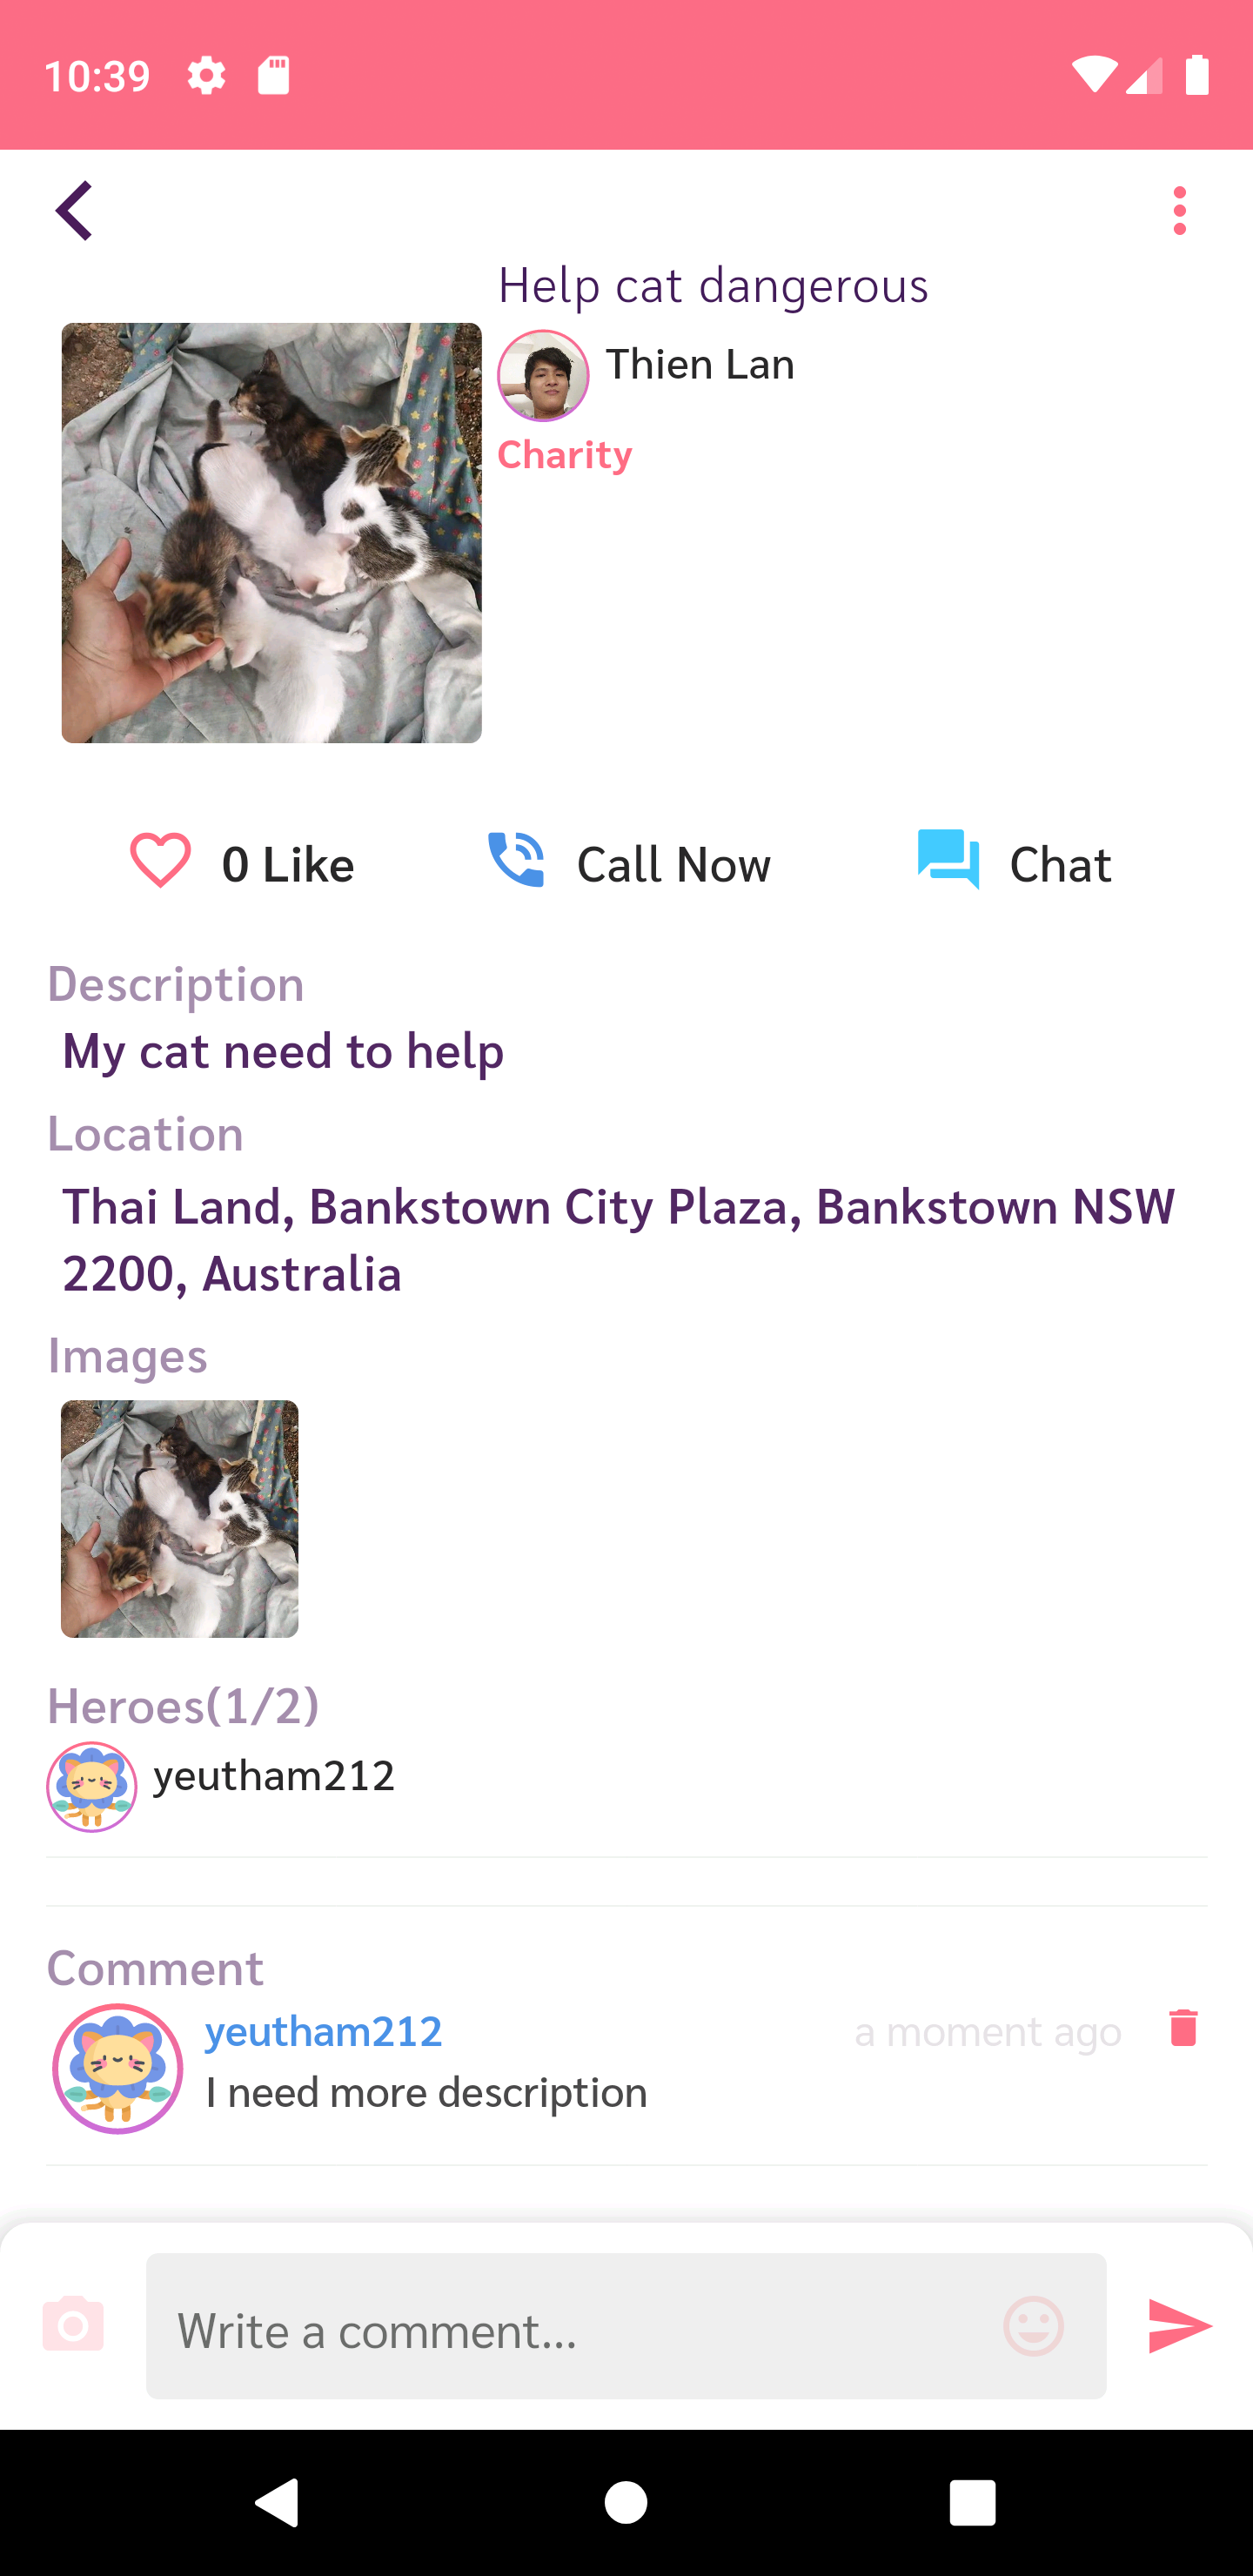 10:39
Help cat dangerous
Thien Lan
Charity
0 Like
Call Now
Chat
Description
My cat need to help
Location
Thai Land, Bankstown City Plaza, Bankstown NSW
2200, Australia
Images
Heroes(1/2)
yeutham212
Comment
yeutham212
a moment ago
I need more description
Write a comment...